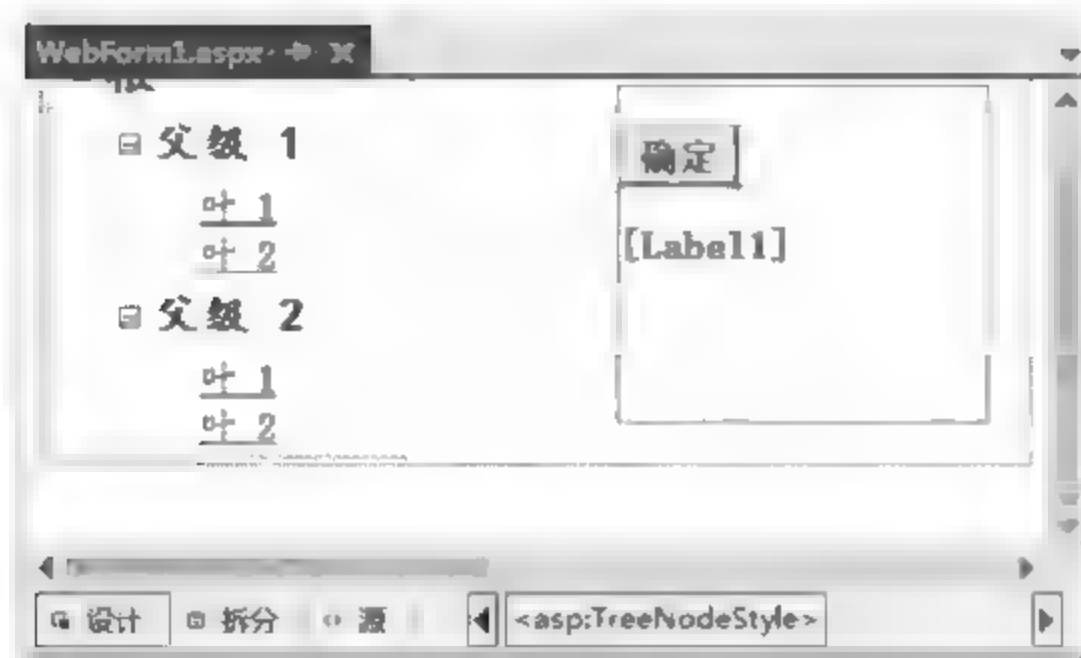 WebForm1.aspx
父级 1
叶 1
叶 2
父级 2
叶 1
叶 2
确定
[Label1]
设计 拆分 源 <asp:TreeNodeStyle>